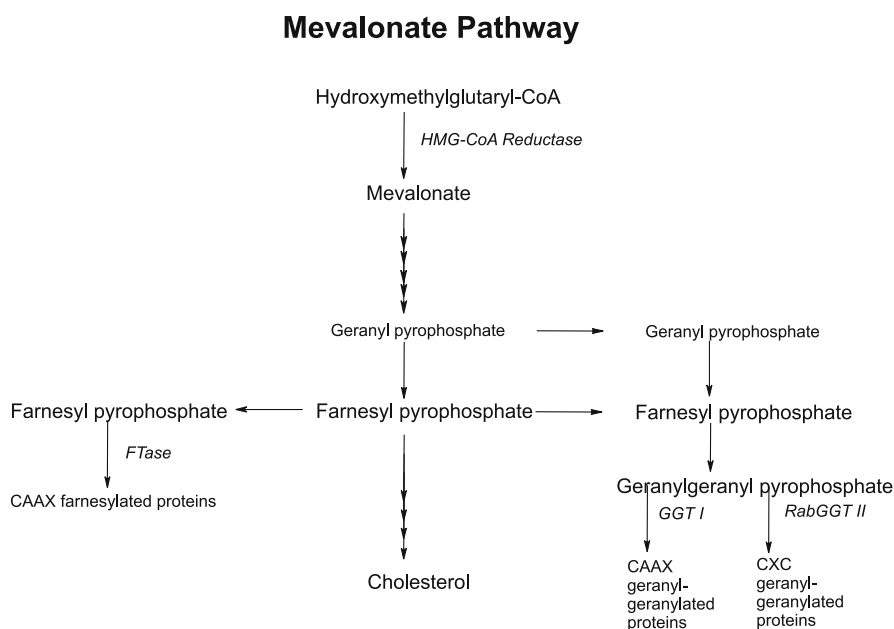 Mevalonate Pathway
Hydroxymethylglutaryl-CoA
HMG-CoA Reductase
Mevalonate
Geranyl pyrophosphate
Geranyl pyrophosphate
Farnesyl pyrophosphate
Farnesyl pyrophosphate
Farnesyl pyrophosphate
FTase
CAAX farnesylated proteins
Geranylgeranyl pyrophosphate
GGT I
RabGGT II
CAAX
geranyl-
geranylated
proteins
CXC
geranyl-
geranylated
proteins
Cholesterol